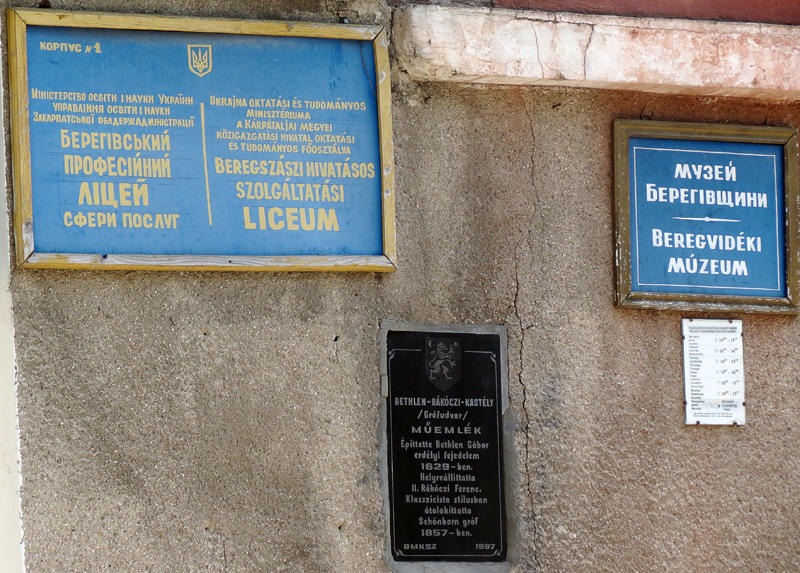 КОРПУС №1
МІНІСТЕРСТВО ОСВІТИ І НАУКИ УКРАЇНИ
УПРАВЛІННЯ ОСВІТИ І НАУКИ
ЗАКАРПАТСЬКОЇ ОБЛДЕРЖАДМІНІСТРАЦІЇ
БЕРЕГІВСЬКИЙ
ПРОФЕСІЙНИЙ
ЛІЦЕЙ
СФЕРИ ПОСЛУГ
UKRAJNA OKTATÁSI ÉS TUDOMÁNYOS
MINISZTÉRIUMA
A KÁRPÁTALJAI MEGYEI
KÖZIGAZGATÁSI HIVATAL OKTATÁSI
ÉS TUDOMÁNYOS FŐOSZTÁLYA
BEREGSZÁSZI HIVATÁSOS
SZOLGÁLTATÁSI
LICEUM
МУЗЕЙ
БЕРЕГІВЩИНИ
BEREGVIDÉKI
MÚZEUM
BETHLEN-RÁKÓCZI-KASTÉLY
/Grófudvar/
MŰEMLÉK
Építtette Bethlen Gábor
erdélyi fejedelem
1629-ben.
Helyreállíttatta
II. Rákóczi Ferenc.
Klasszicista stílusban
átalakíttatta
Schönborn gróf
1857-ben.
BMKSZ 1997